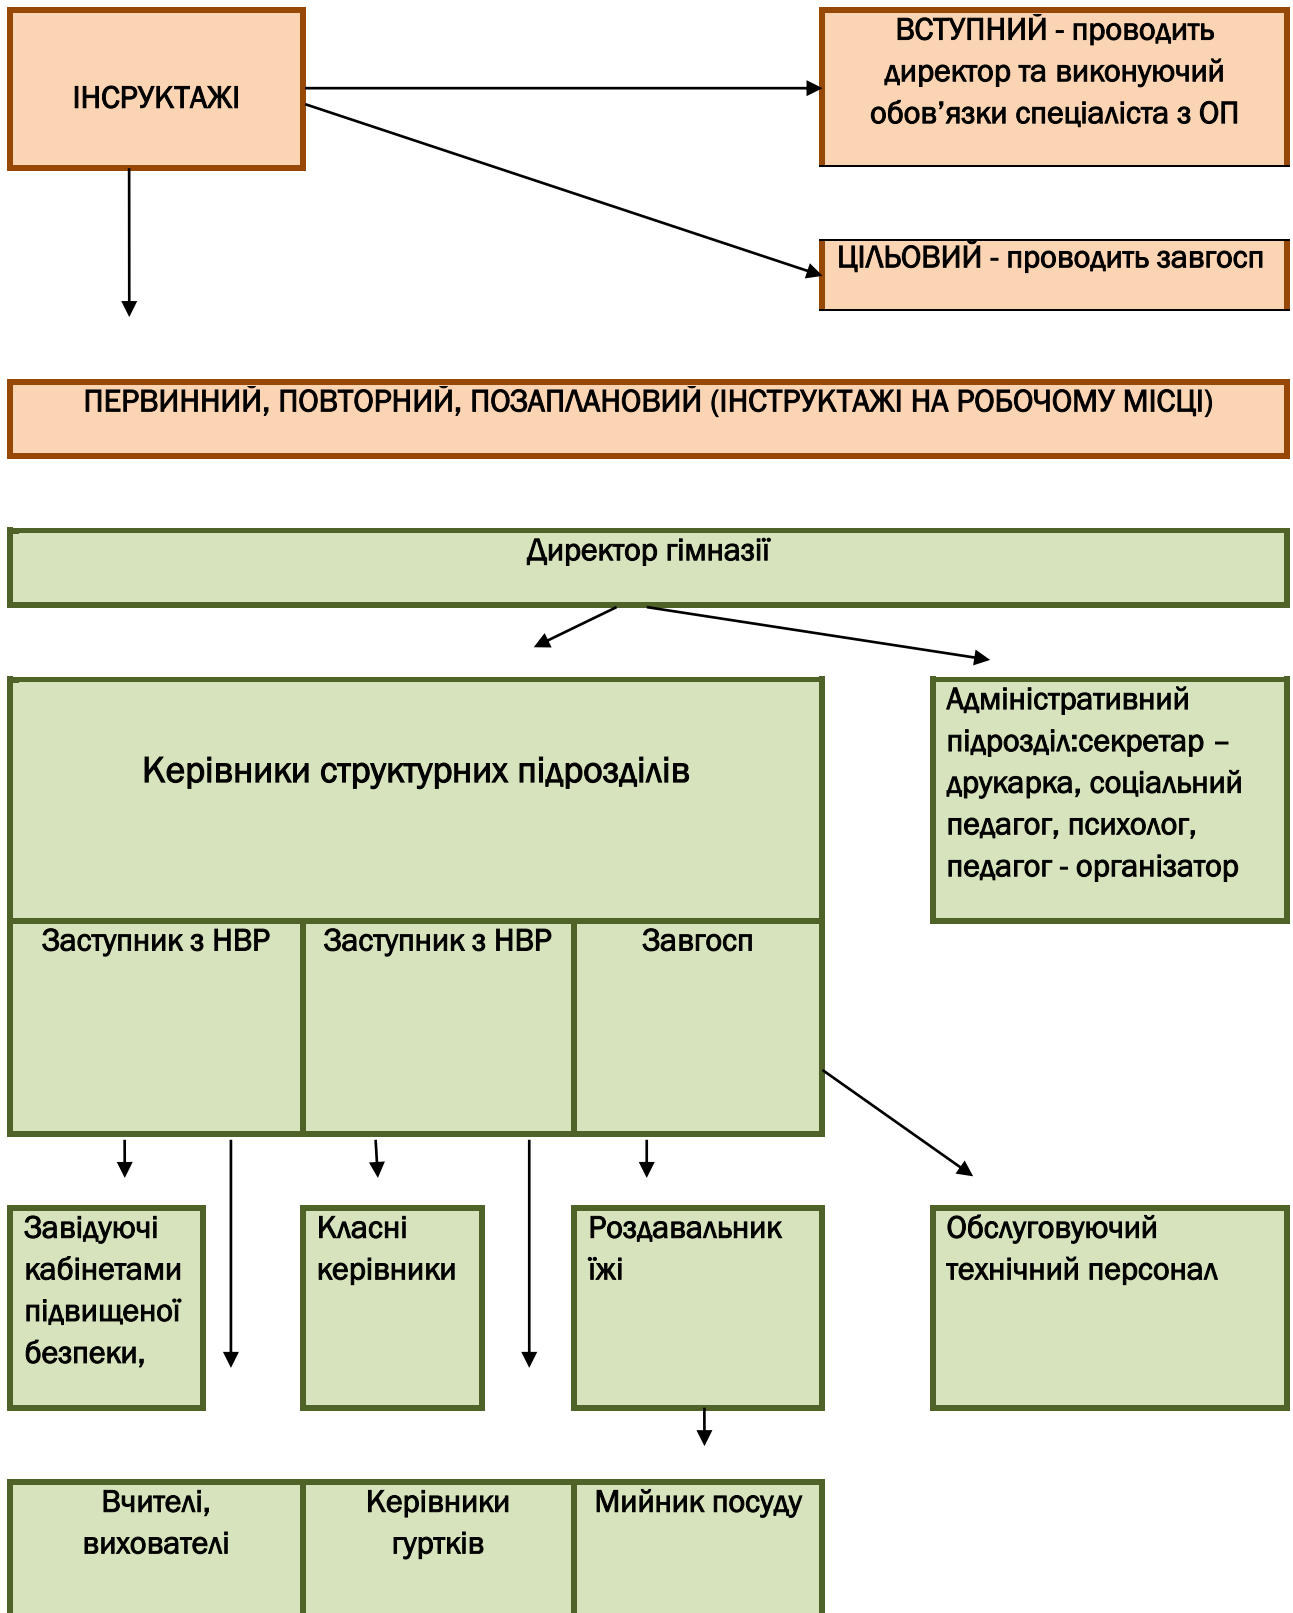 ІНСРУКТАЖІ
ВСТУПНИЙ - проводить
директор та виконуючий
обов’язки спеціаліста з ОП
ЦІЛЬОВИЙ - проводить завгосп
ПЕРВИННИЙ, ПОВТОРНИЙ, ПОЗАПЛАНОВИЙ (ІНСТРУКТАЖІ НА РОБОЧОМУ МІСЦІ)
Директор гімназії
Керівники структурних підрозділів
Адміністративний
підрозділ:секретар –
друкарка, соціальний
педагог, психолог,
педагог - організатор
Заступник з НВР
Заступник з НВР
Завгосп
Завідуючі
кабінетами
підвищеної
безпеки,
Класні
керівники
Роздавальник
їжі
Обслуговуючий
технічний персонал
Вчителі,
вихователі
Керівники
гуртків
Мийник посуду